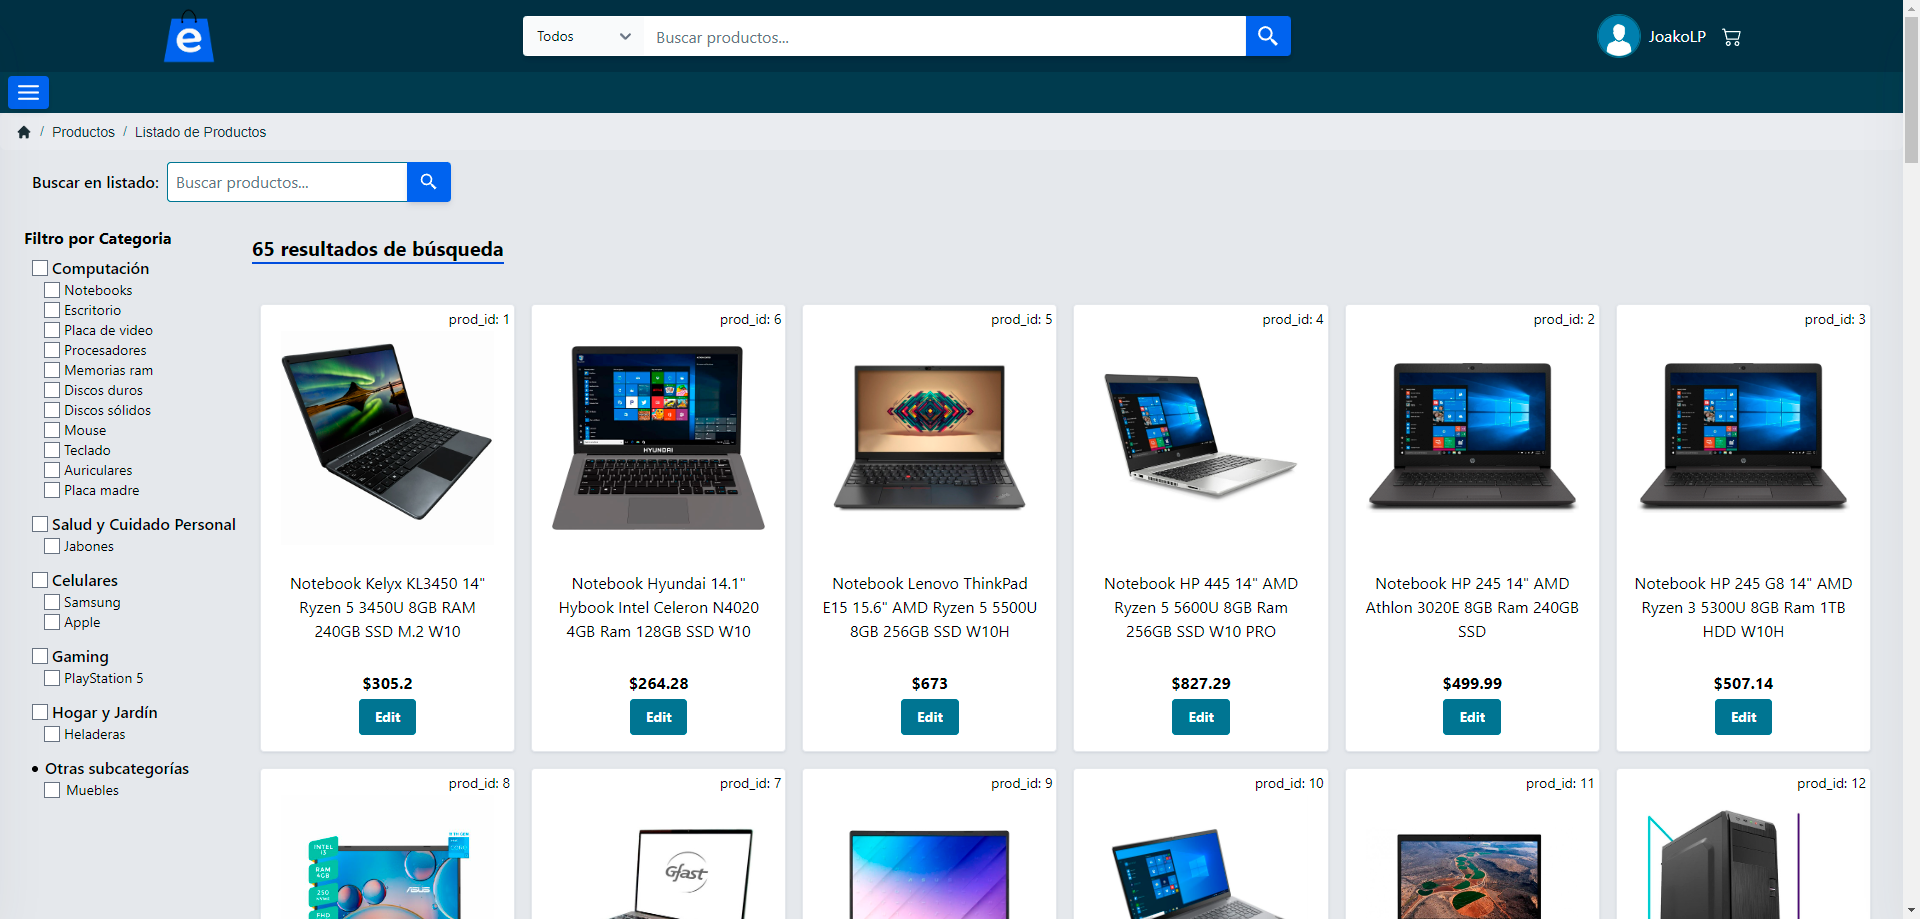 e
Todos
Buscar productos...
JoakoLP
/ Productos / Listado de Productos
Buscar en listado:
Buscar productos...
Filtro por Categoria
Computación
Notebooks
Escritorio
Placa de video
Procesadores
Memorias ram
Discos duros
Discos sólidos
Mouse
Teclado
Auriculares
Placa madre
Salud y Cuidado Personal
Jabones
Celulares
Samsung
Apple
Gaming
PlayStation 5
Hogar y Jardín
Heladeras
• Otras subcategorías
Muebles
65 resultados de búsqueda
prod_id: 1
Notebook Kelyx KL3450 14"
Ryzen 5 3450U 8GB RAM
240GB SSD M.2 W10
$305.2
Edit
prod_id: 6
HYUNDAI
Notebook Hyundai 14.1"
Hybook Intel Celeron N4020
4GB Ram 128GB SSD W10
$264.28
Edit
prod_id: 5
Notebook Lenovo ThinkPad
E15 15.6" AMD Ryzen 5 5500U
8GB 256GB SSD W10H
$673
Edit
prod_id: 4
Notebook HP 445 14" AMD
Ryzen 5 5600U 8GB Ram
256GB SSD W10 PRO
$827.29
Edit
prod_id: 2
Notebook HP 245 14" AMD
Athlon 3020E 8GB Ram 240GB
SSD
$499.99
Edit
prod_id: 3
Notebook HP 245 G8 14" AMD
Ryzen 3 5300U 8GB Ram 1TB
HDD W10H
$507.14
Edit
prod_id: 8
INTEL
I3
RAM
4GB
250
FHD
ASUS
prod_id: 7
Gfast
prod_id: 9
prod_id: 10
prod_id: 11
prod_id: 12